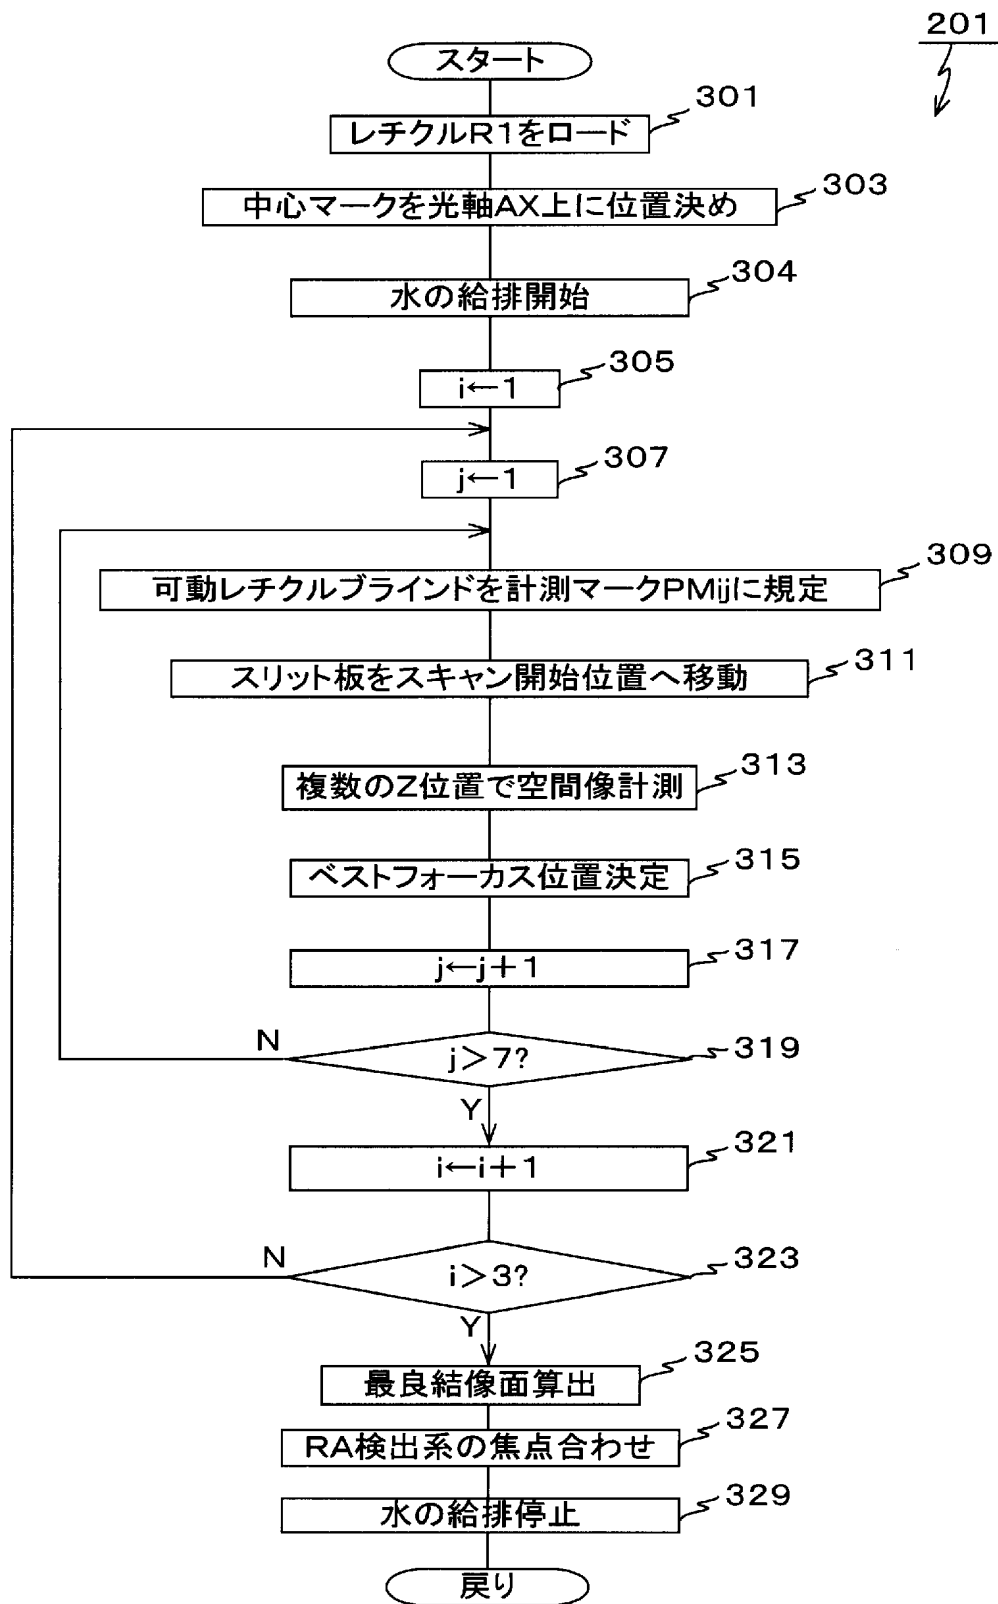 201
スタート
301
レチクルR1をロード
303
中心マークを光軸AX上に位置決め
304
水の給排開始
305
i←1
307
j←1
309
可動レチクルブラインドを計測マークPMijに規定
311
スリット板をスキャン開始位置へ移動
313
複数のZ位置で空間像計測
315
ベストフォーカス位置決定
317
j←j+1
N
j>7?
319
Y
321
i←i+1
N
i>3?
323
Y
325
最良結像面算出
327
RA検出系の焦点合わせ
329
水の給排停止
戻り